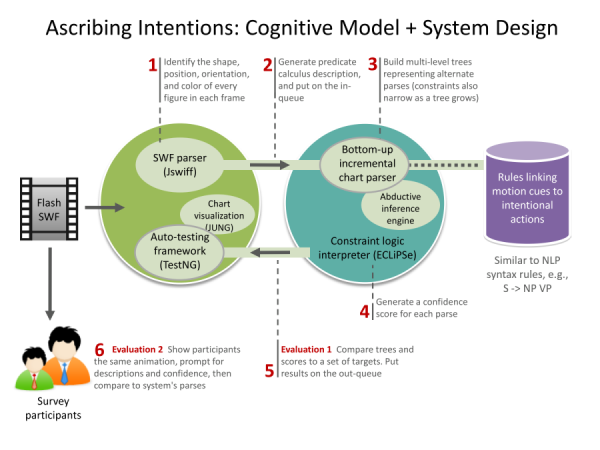 Ascribing Intentions: Cognitive Model + System Design
1
Identify the shape,
position, orientation,
and color of every
figure in each frame
2
Generate predicate
calculus description,
and put on the in-
queue
3
Build multi-level trees
representing alternate
parses (constraints also
narrow as a tree grows)
SWF parser
(Jswiff)
Chart
visualization
(JUNG)
Auto-testing
framework
(TestNG)
Bottom-up
incremental
chart parser
Abductive
inference
engine
Constraint logic
interpreter (ECLiPSe)
Rules linking
motion cues to
intentional
actions
Flash
SWF
Similar to NLP
syntax rules, e.g.,
S -> NP VP
4
Generate a confidence
score for each parse
6
Evaluation 2 Show participants
the same animation, prompt for
descriptions and confidence, then
compare to system's parses
5
Evaluation 1 Compare trees and
scores to a set of targets. Put
results on the out-queue
Survey
participants